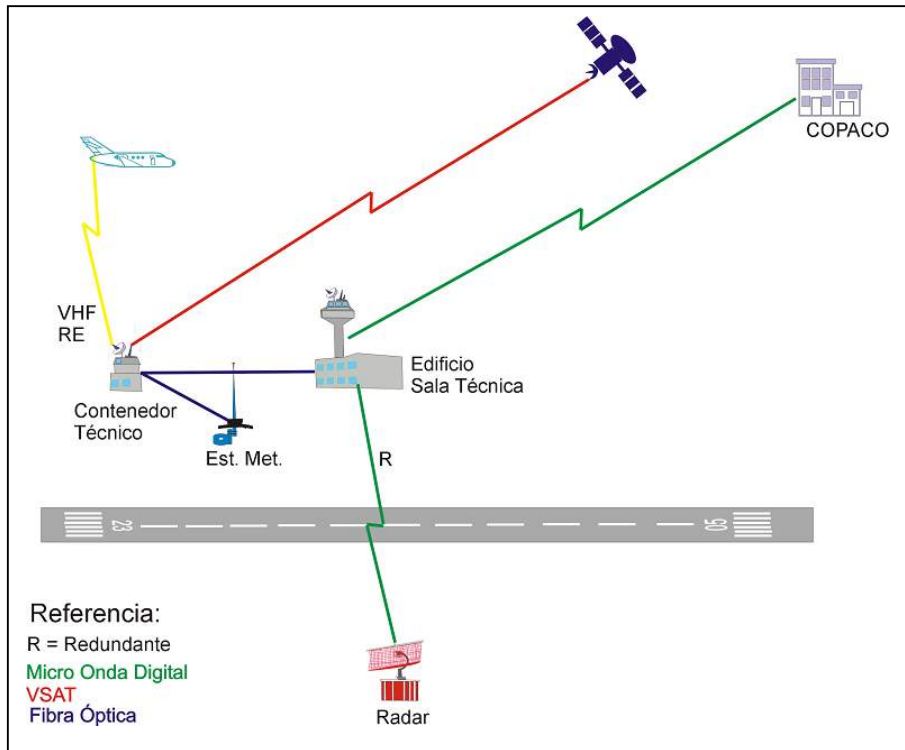 COPACO
VHF
RE
Edificio
Sala Técnica
Contenedor
Técnico
Est. Met.
R
23
05
Referencia:
R = Redundante
Micro Onda Digital
VSAT
Fibra Óptica
Radar